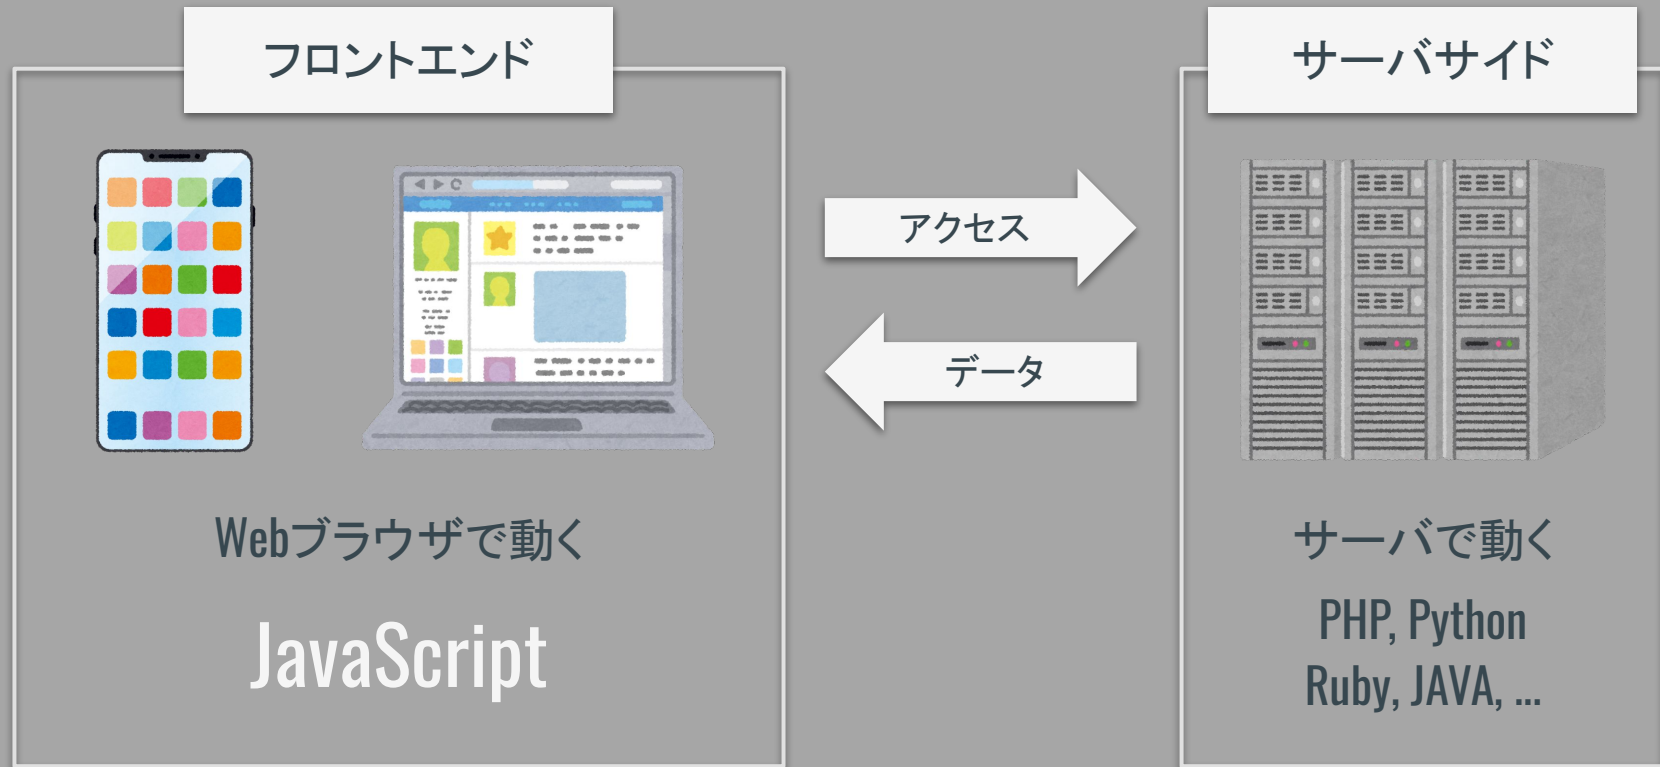 フロントエンド
サーバサイド
アクセス
データ
Webブラウザで動く
JavaScript
サーバで動く
PHP, Python
Ruby, JAVA, ...